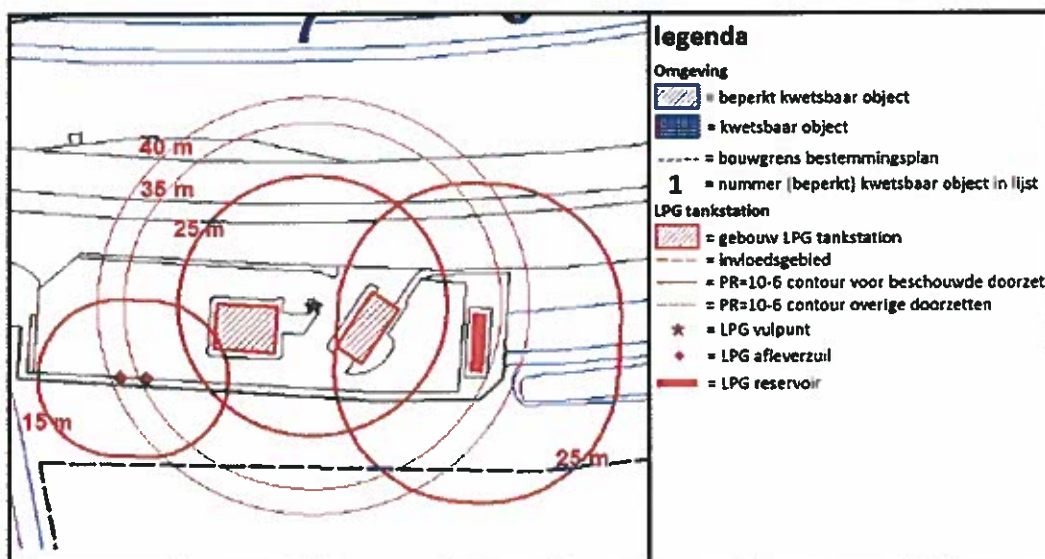 40 m
35 m
25 m
15 m
25 m
legenda
Omgeving
= beperkt kwetsbaar object
= kwetsbaar object
= bouwgrens bestemmingsplan
1 = nummer (beperkt) kwetsbaar object in lijst
LPG tankstation
= gebouw LPG tankstation
= invloedsgebied
= PR=10-6 contour voor beschouwde doorzet
= PR=10-6 contour overige doorzetten
= LPG vulpunt
= LPG afleverzuil
= LPG reservoir